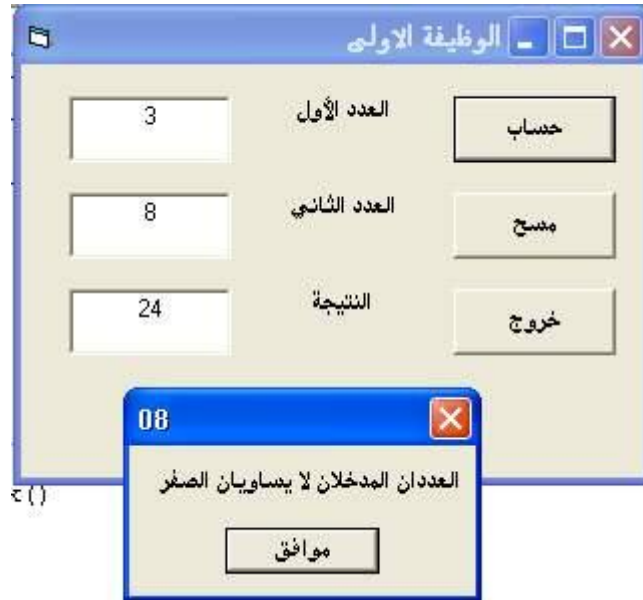 الوظيفة الاولى
حساب
العدد الأول
3
مسح
العدد الثاني
8
خروج
النتيجة
24
08
العددان المدخلان لا يساويان الصفر
موافق
()